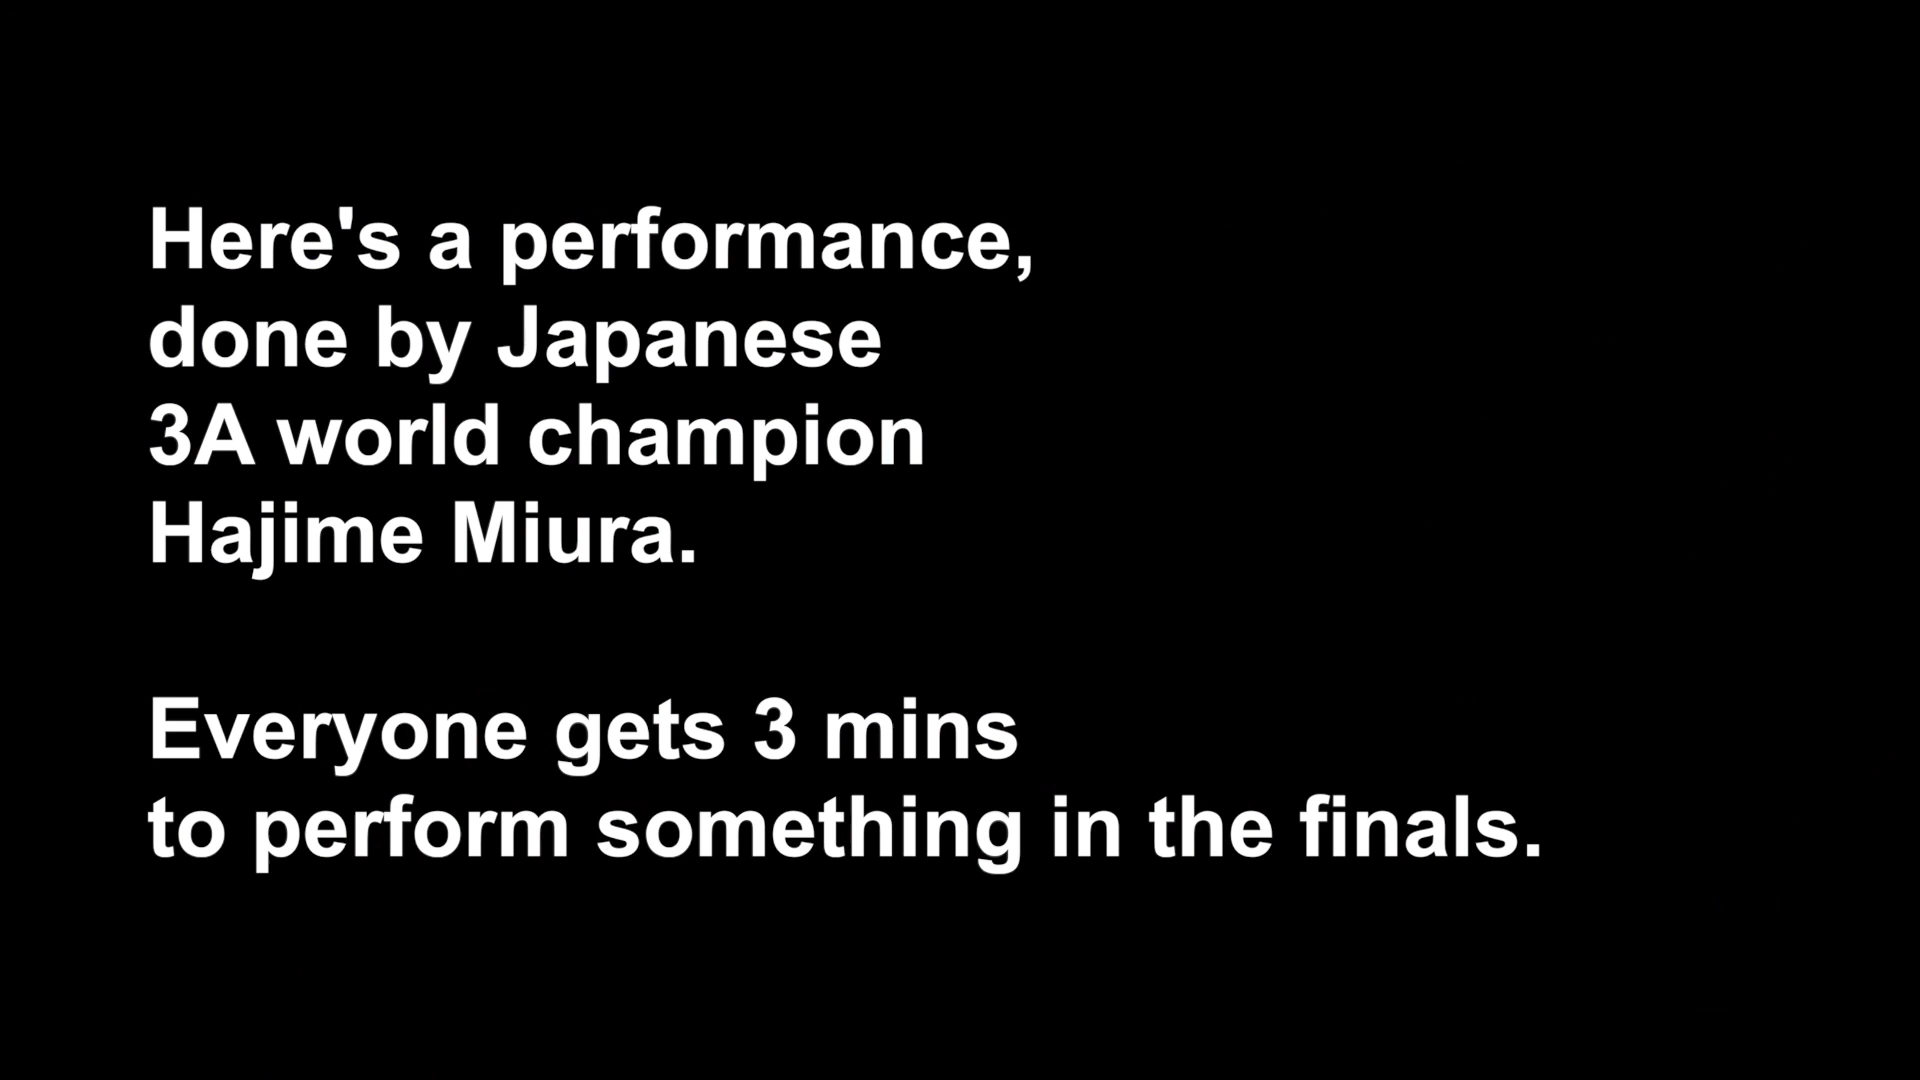 Here's a performance,
done by Japanese
3A world champion
Hajime Miura.
Everyone gets 3 mins
to perform something in the finals.